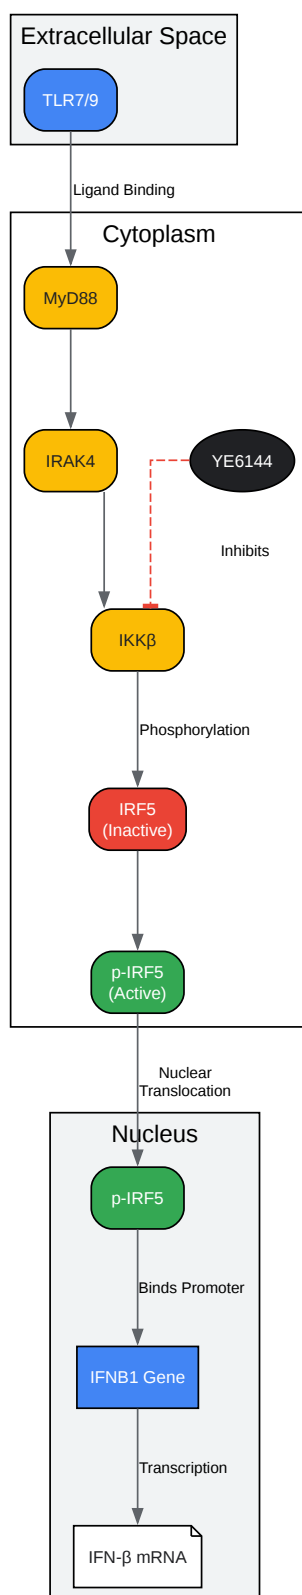 Extracellular Space
TLR7/9
Ligand Binding
Cytoplasm
MyD88
IRAK4
YE6144
Inhibits
IKKβ
Phosphorylation
IRF5
(Inactive)
p-IRF5
(Active)
Nuclear
Translocation
Nucleus
p-IRF5
Binds Promoter
IFNB1 Gene
Transcription
IFN-β mRNA